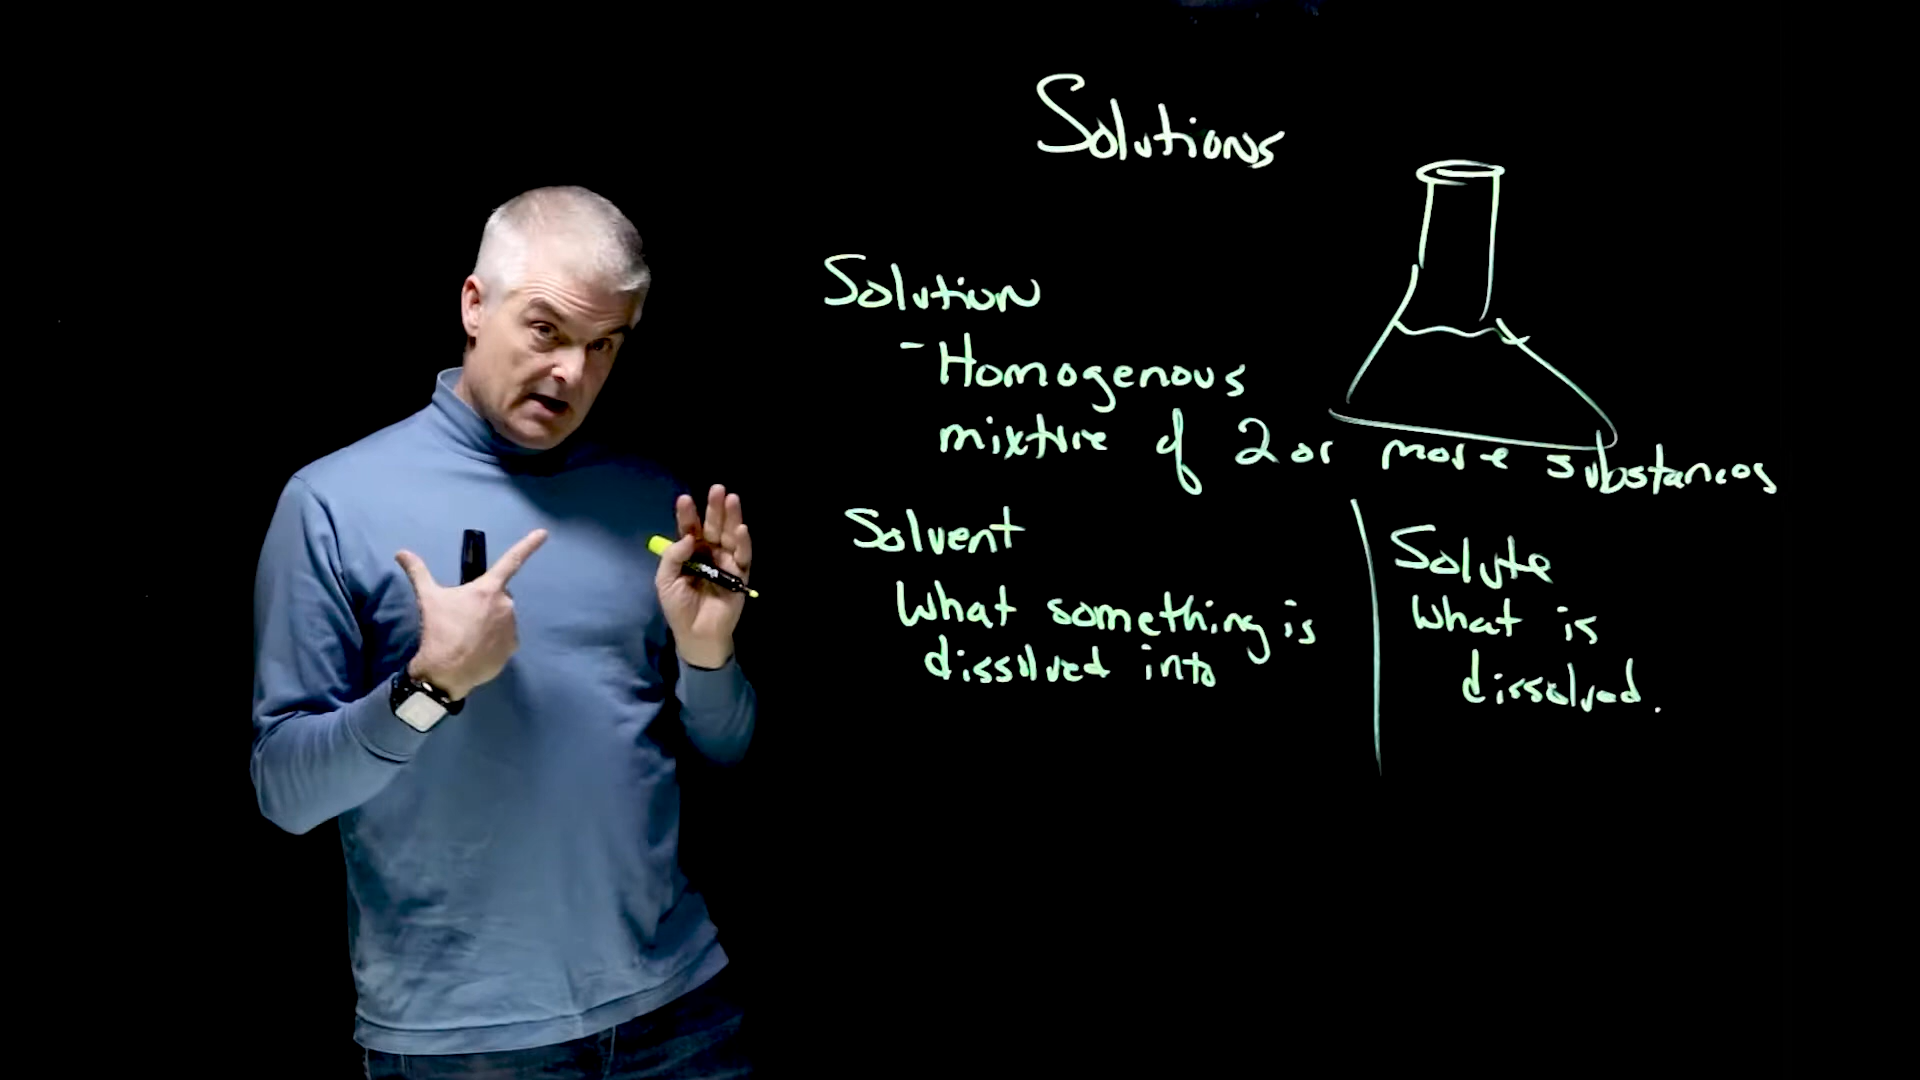 Solutions
Solution
- Homogenous
mixture of 2 or more substances
Solvent
What something is
dissolved into
Solute
What is
dissolved.